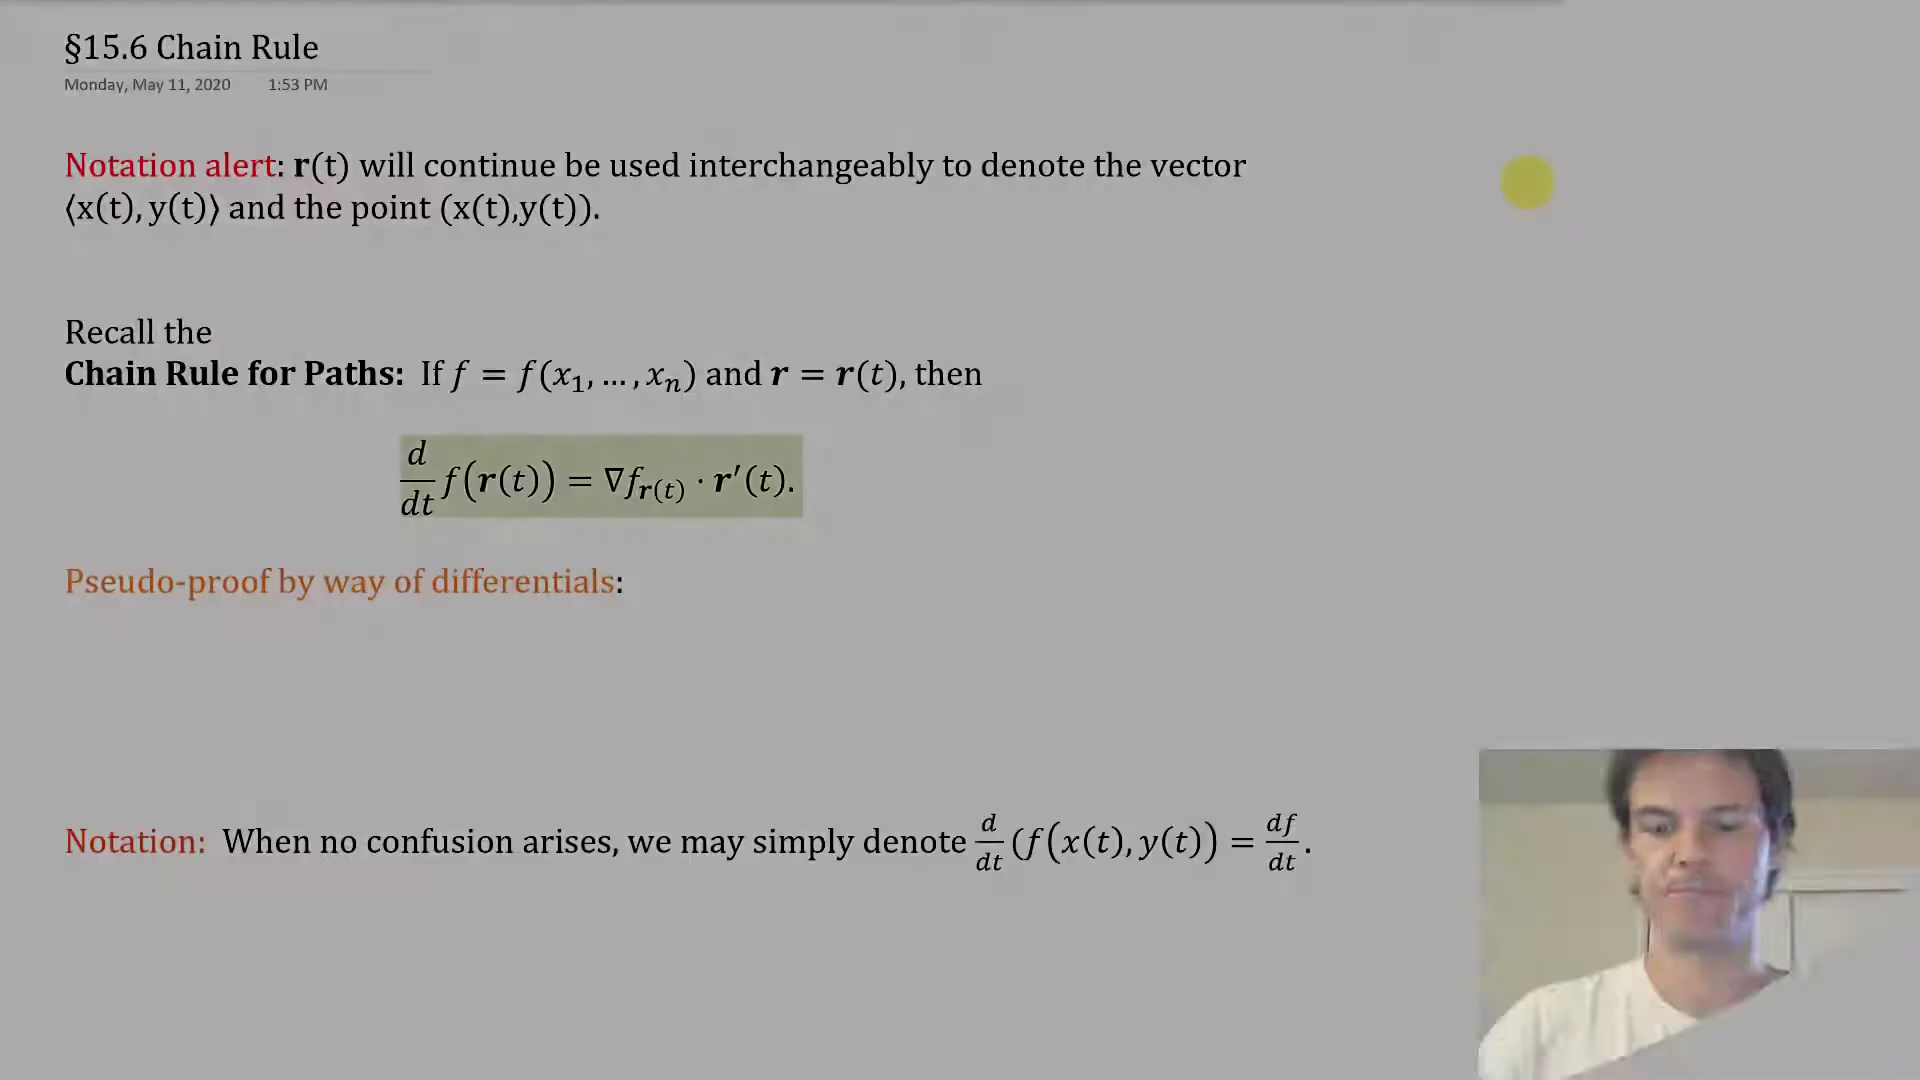 §15.6 Chain Rule
Monday, May 11, 2020 1:53 PM
Notation alert: r(t) will continue be used interchangeably to denote the vector
⟨x(t), y(t)⟩ and the point (x(t),y(t)).
Recall the
Chain Rule for Paths: If f = f(x₁, … , xₙ) and r = r(t), then
d/dt f(r(t)) = ∇f_r(t) · r′(t).
Pseudo-proof by way of differentials:
Notation: When no confusion arises, we may simply denote d/dt (f(x(t), y(t)) = df/dt.